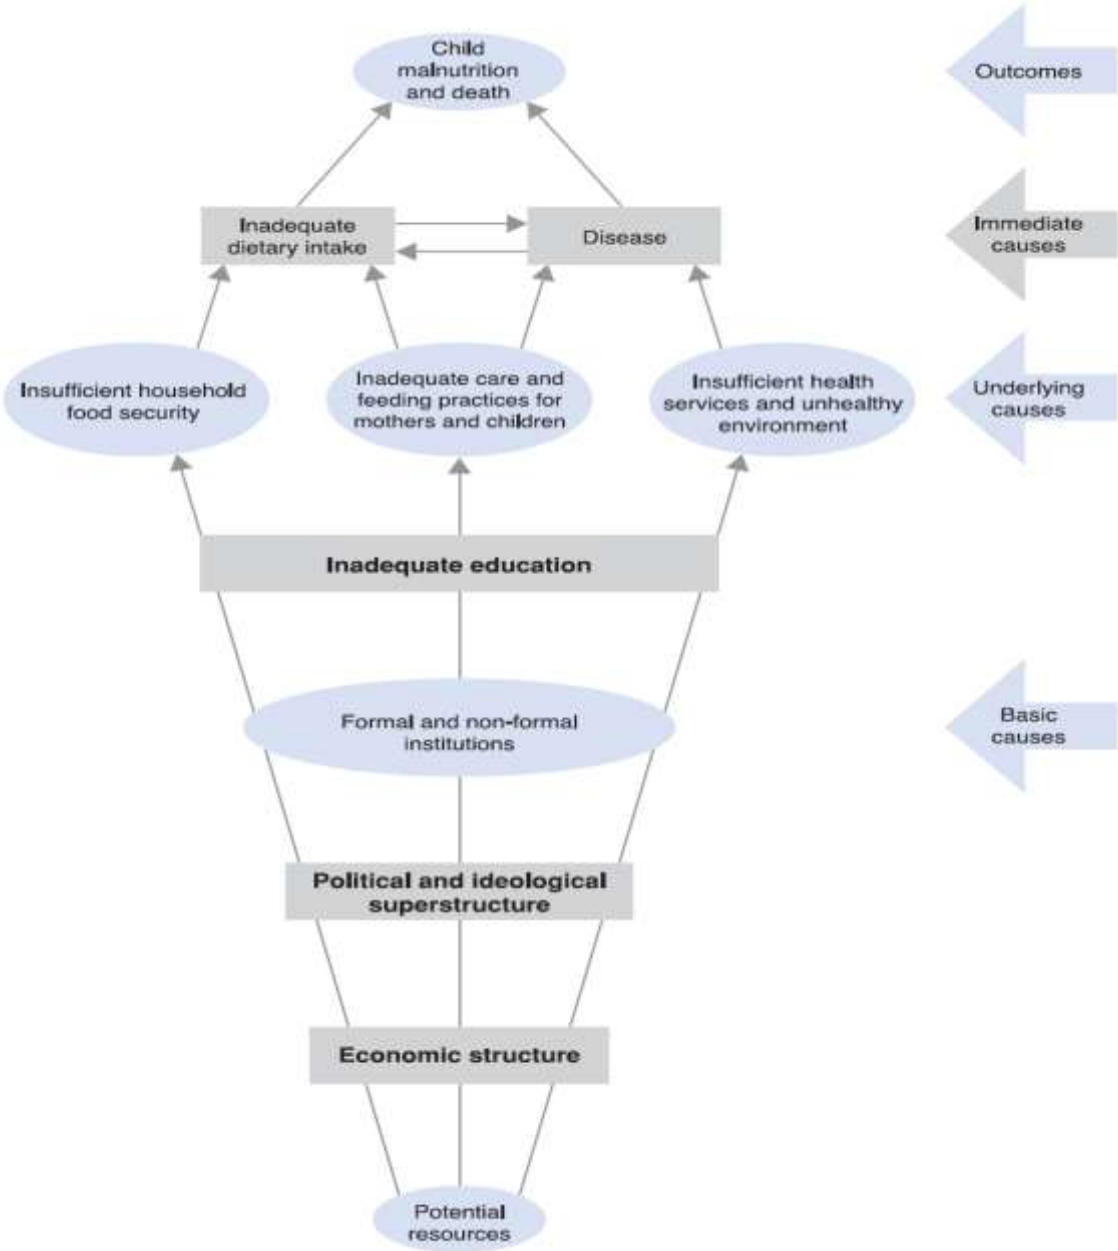 Child
malnutrition
and death
Outcomes
Inadequate
dietary intake
Disease
Immediate
causes
Insufficient household
food security
Inadequate care and
feeding practices for
mothers and children
Insufficient health
services and unhealthy
environment
Underlying
causes
Inadequate education
Formal and non-formal
institutions
Basic
causes
Political and ideological
superstructure
Economic structure
Potential
resources